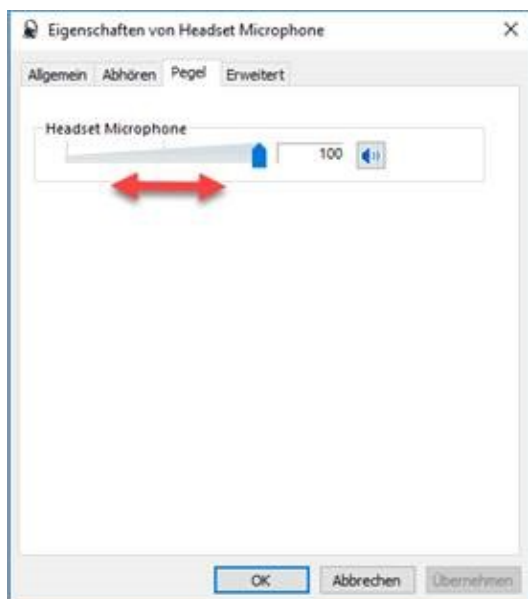 Eigenschaften von Headset Microphone
Allgemein Abhören Pegel Erweitert
Headset Microphone
100
OK Abbrechen Übernehmen